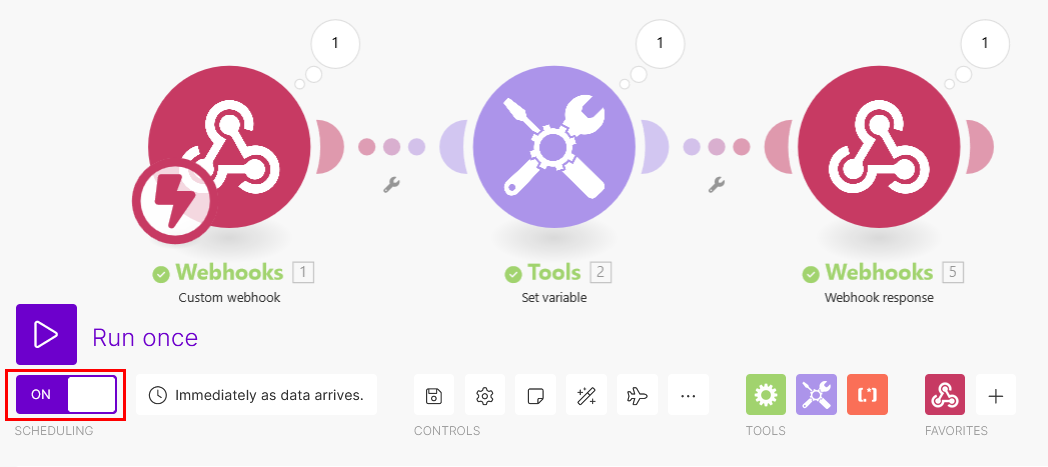 1
1
1
Webhooks 1
Custom webhook
Tools 2
Set variable
Webhooks 5
Webhook response
Run once
ON
Immediately as data arrives.
...
[.*]
SCHEDULING
CONTROLS
TOOLS
FAVORITES